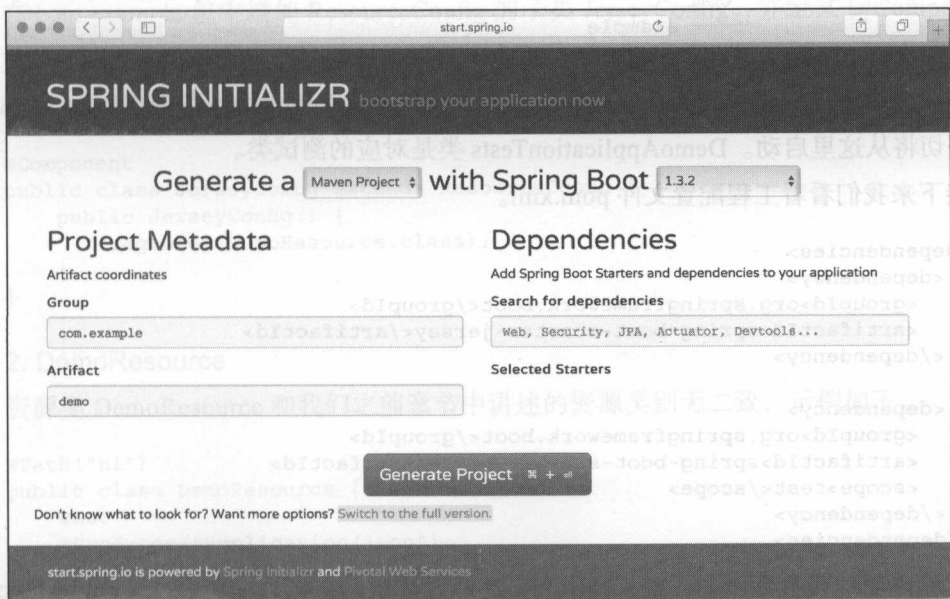 start.spring.io
SPRING INITIALIZR bootstrap your application now
Generate a Maven Project with Spring Boot 1.3.2
Project Metadata
Artifact coordinates
Group
com.example
Artifact
demo
Dependencies
Add Spring Boot Starters and dependencies to your application
Search for dependencies
Web, Security, JPA, Actuator, Devtools...
Selected Starters
Generate Project ⌘ + ⏎
Don't know what to look for? Want more options? Switch to the full version.
start.spring.io is powered by Spring Initializr and Pivotal Web Services